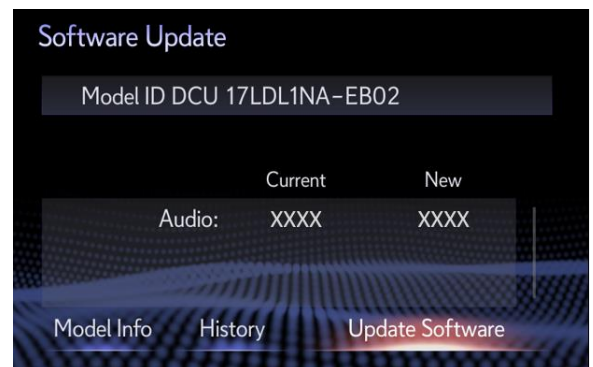 Software Update
Model ID DCU 17LDL1NA-EB02
Current New
Audio: XXXX XXXX
Model Info History Update Software